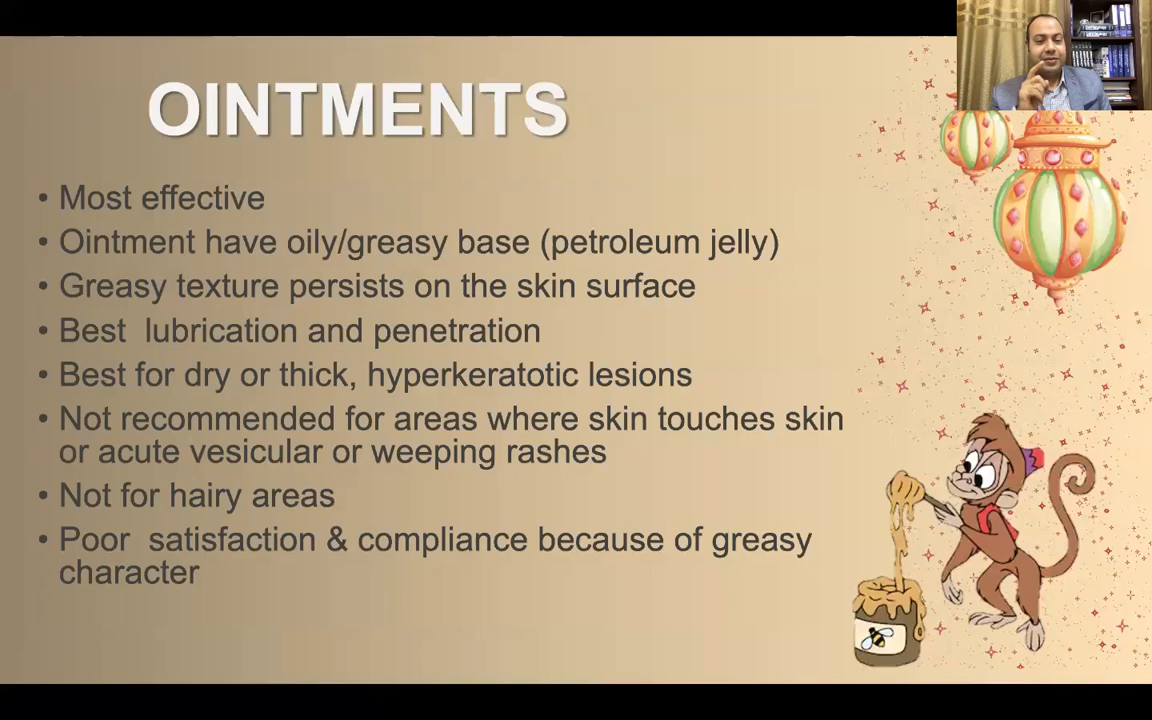 OINTMENTS
• Most effective
• Ointment have oily/greasy base (petroleum jelly)
• Greasy texture persists on the skin surface
• Best  lubrication and penetration
• Best for dry or thick, hyperkeratotic lesions
• Not recommended for areas where skin touches skin
or acute vesicular or weeping rashes
• Not for hairy areas
• Poor  satisfaction & compliance because of greasy
character